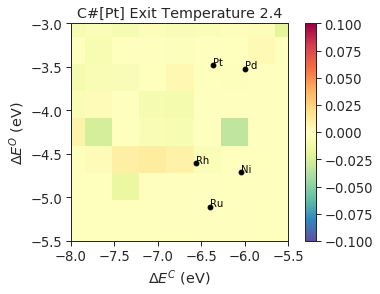 C#[Pt] Exit Temperature 2.4
ΔE^O (eV)
−3.0
−3.5
−4.0
−4.5
−5.0
−5.5
Pt
Pd
Rh
Ni
Ru
−8.0 −7.5 −7.0 −6.5 −6.0 −5.5
ΔE^C (eV)
0.100
0.075
0.050
0.025
0.000
−0.025
−0.050
−0.075
−0.100